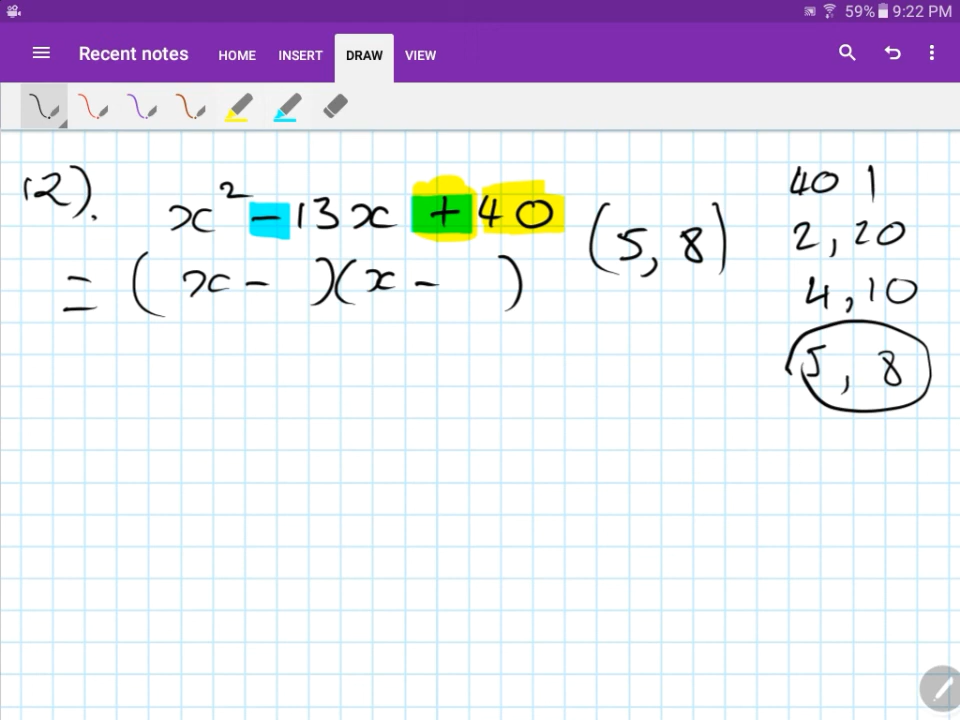 59% 9:22 PM
Recent notes HOME INSERT DRAW VIEW
12). x² - 13x + 40 (5, 8)
= ( x - )( x - )
40 1
2, 20
4, 10
5, 8